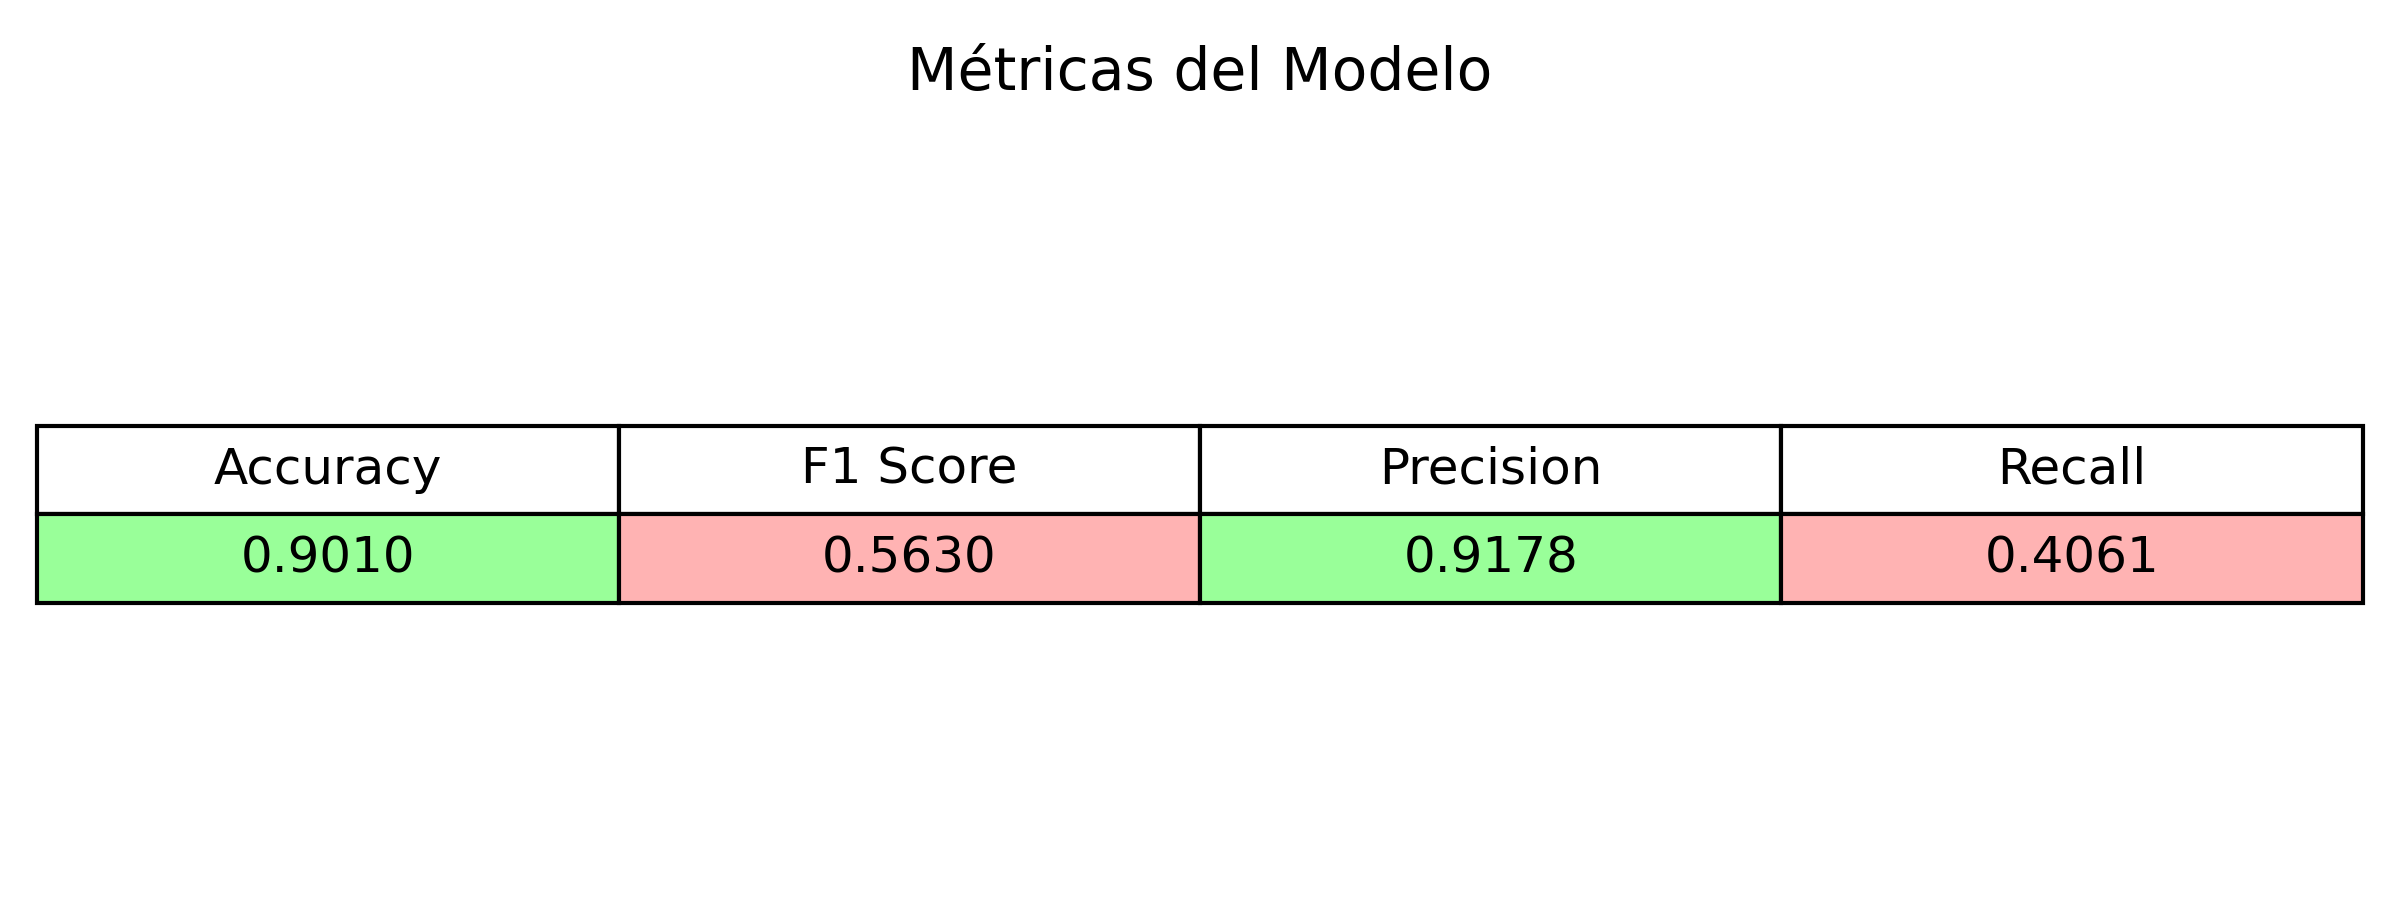 Métricas del Modelo
Accuracy F1 Score Precision Recall
0.9010 0.5630 0.9178 0.4061